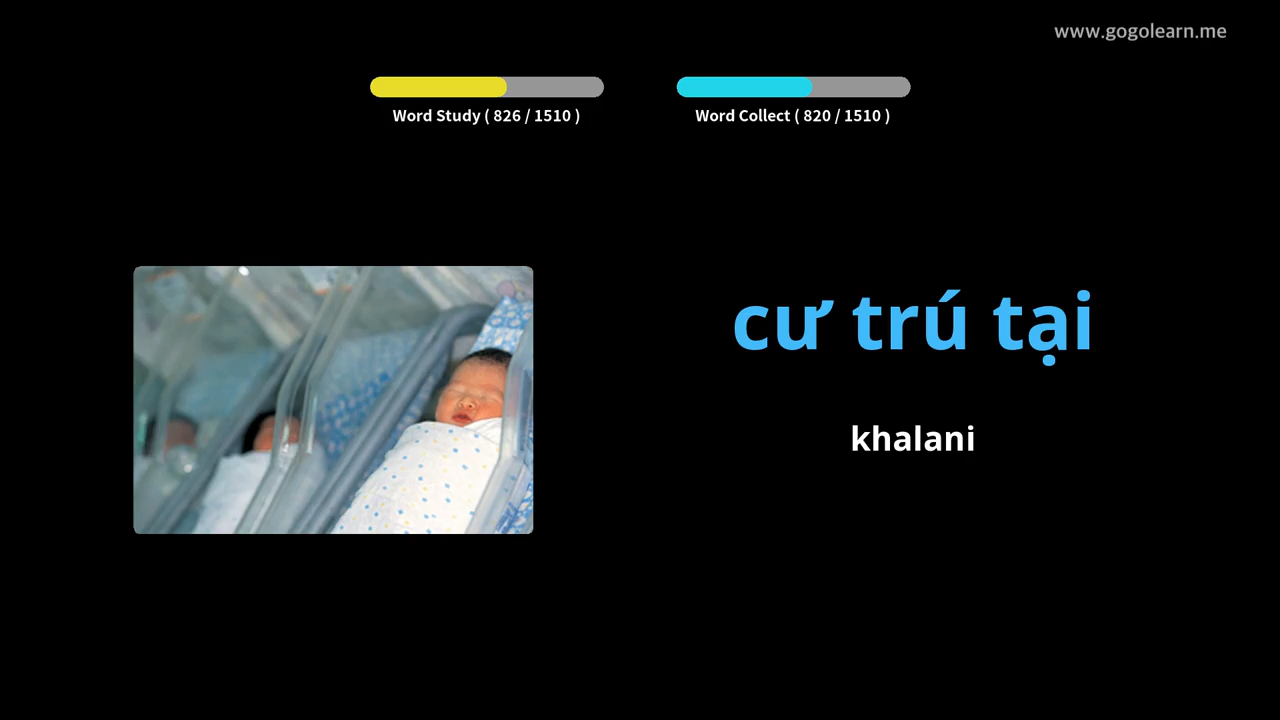 www.gogolearn.me
Word Study ( 826 / 1510 )
Word Collect ( 820 / 1510 )
cư trú tại
khalani